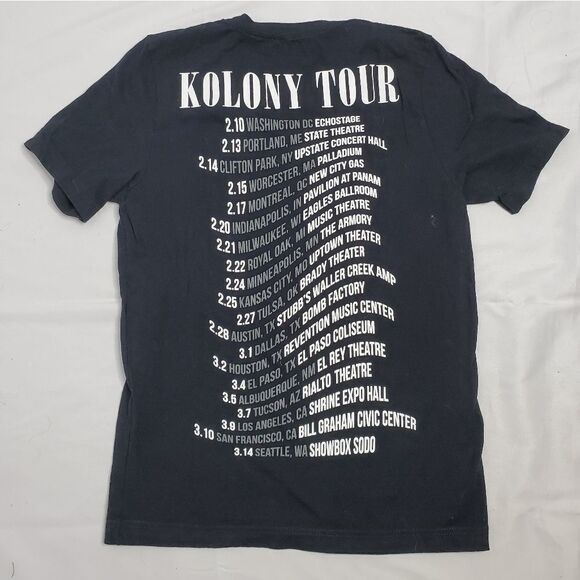 KOLONY TOUR
2.10 WASHINGTON DC ECHOSTAGE
2.13 PORTLAND, ME STATE THEATRE
2.14 CLIFTON PARK, NY UPSTATE CONCERT HALL
2.15 WORCESTER, MA PALLADIUM
2.17 MONTREAL, QC NEW CITY GAS
2.20 INDIANAPOLIS, IN PAVILION AT PANAM
2.21 MILWAUKEE, WI EAGLES BALLROOM
2.22 ROYAL OAK, MI MUSIC THEATRE
2.24 MINNEAPOLIS, MN THE ARMORY
2.25 KANSAS CITY, MO UPTOWN THEATER
2.27 TULSA, OK BRADY THEATER
2.28 AUSTIN, TX STUBB'S WALLER CREEK AMP
3.1 DALLAS, TX BOMB FACTORY
3.2 HOUSTON, TX REVENTION MUSIC CENTER
3.4 EL PASO, TX EL PASO COLISEUM
3.5 ALBUQUERQUE, NM EL REY THEATRE
3.7 TUCSON, AZ RIALTO THEATRE
3.9 LOS ANGELES, CA SHRINE EXPO HALL
3.10 SAN FRANCISCO, CA BILL GRAHAM CIVIC CENTER
3.14 SEATTLE, WA SHOWBOX SODO